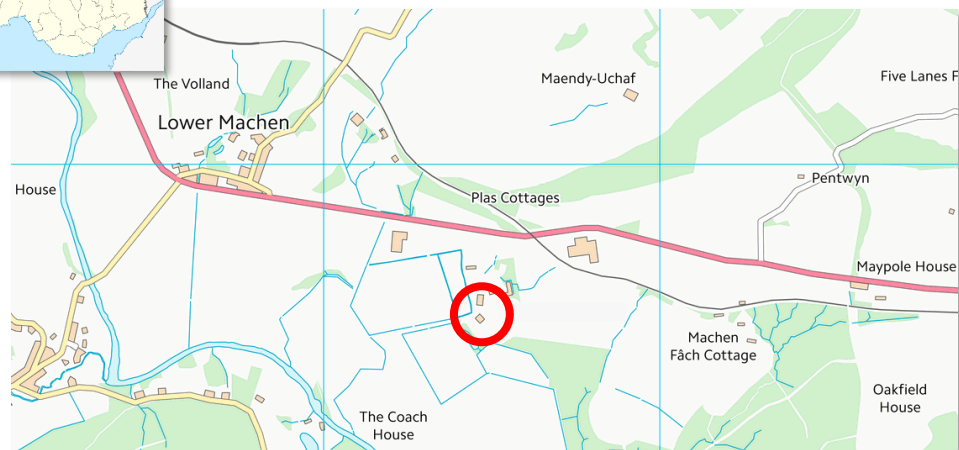 The Volland
Maendy-Uchaf
Five Lanes F
Lower Machen
House
Plas Cottages
Pentwyn
Maypole House
Machen
Fâch Cottage
Oakfield
House
The Coach
House